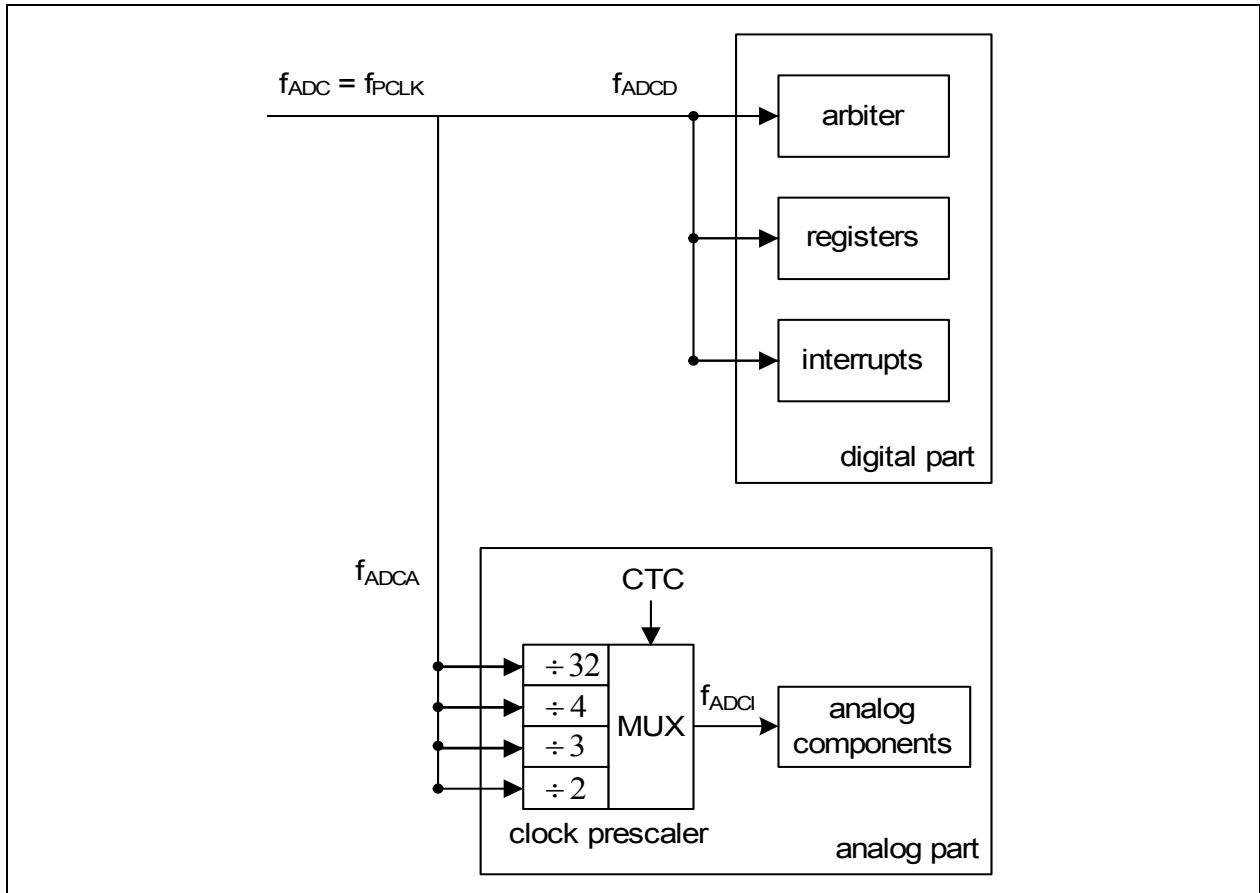 fADC = fPCLK
fADCD
arbiter
registers
interrupts
digital part
fADCA
CTC
÷ 32
÷ 4
÷ 3
÷ 2
MUX
fADCI
analog
components
clock prescaler
analog part